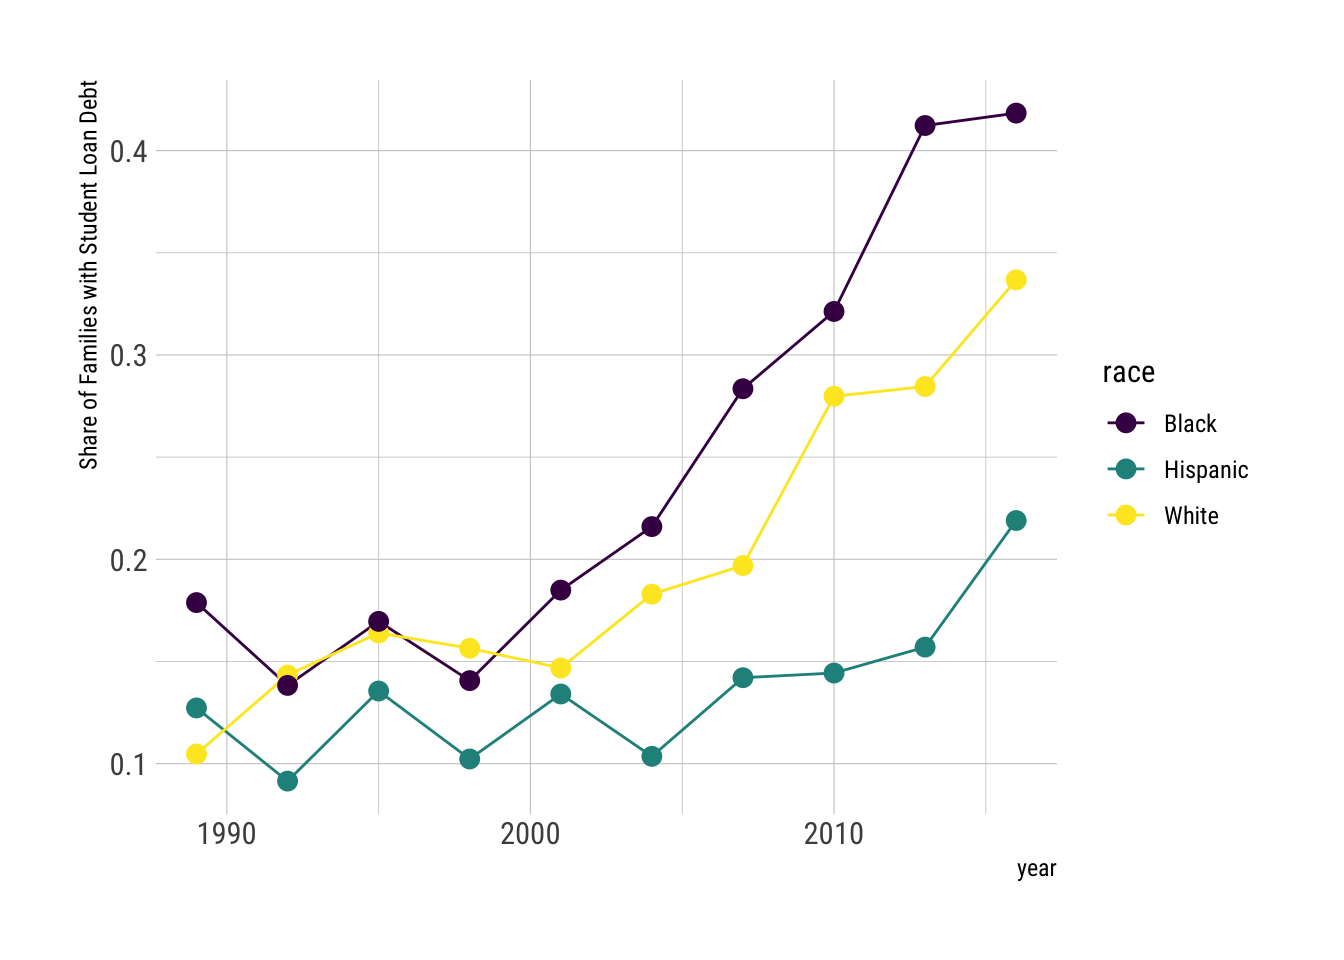 Share of Families with Student Loan Debt
0.4
0.3
0.2
0.1
1990
2000
2010
year
race
Black
Hispanic
White